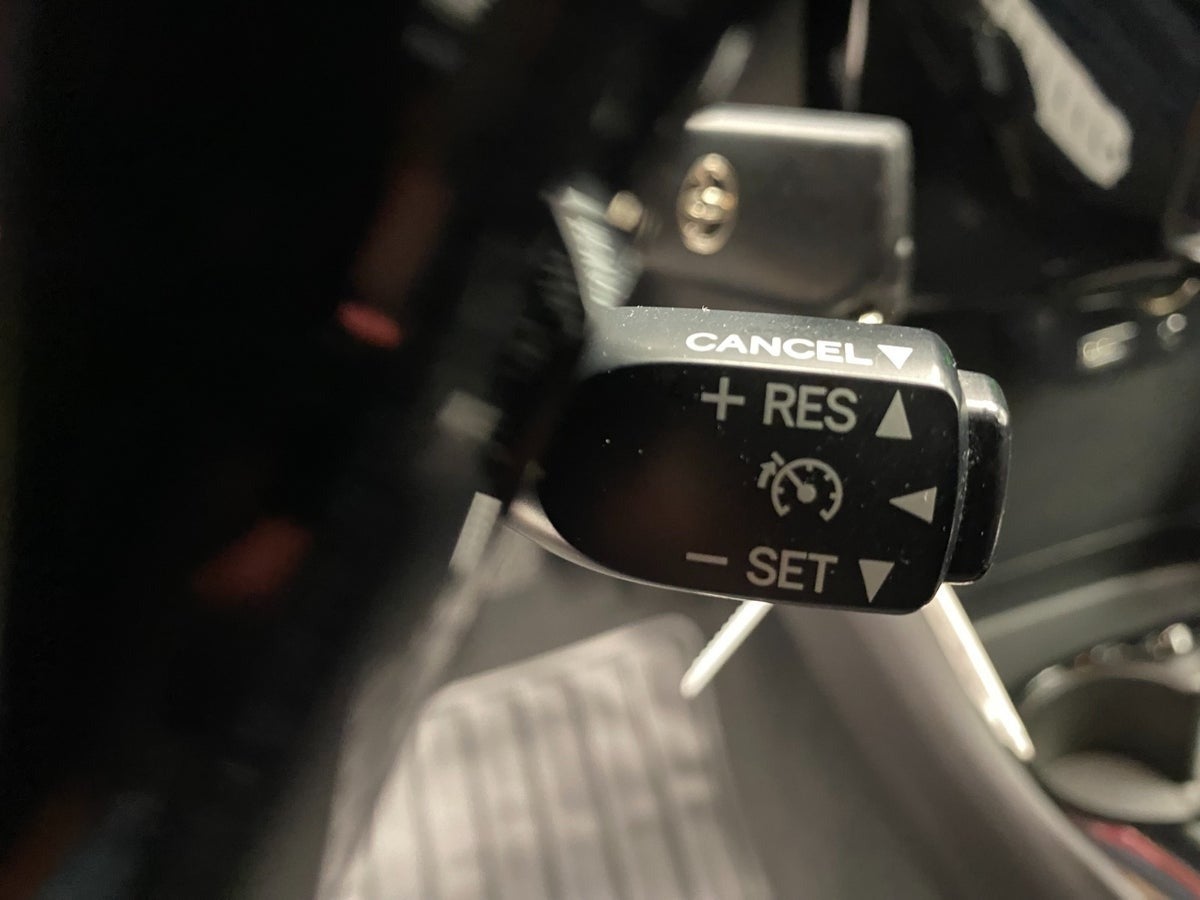 CANCEL ▼
+ RES ▲
◀
− SET ▼